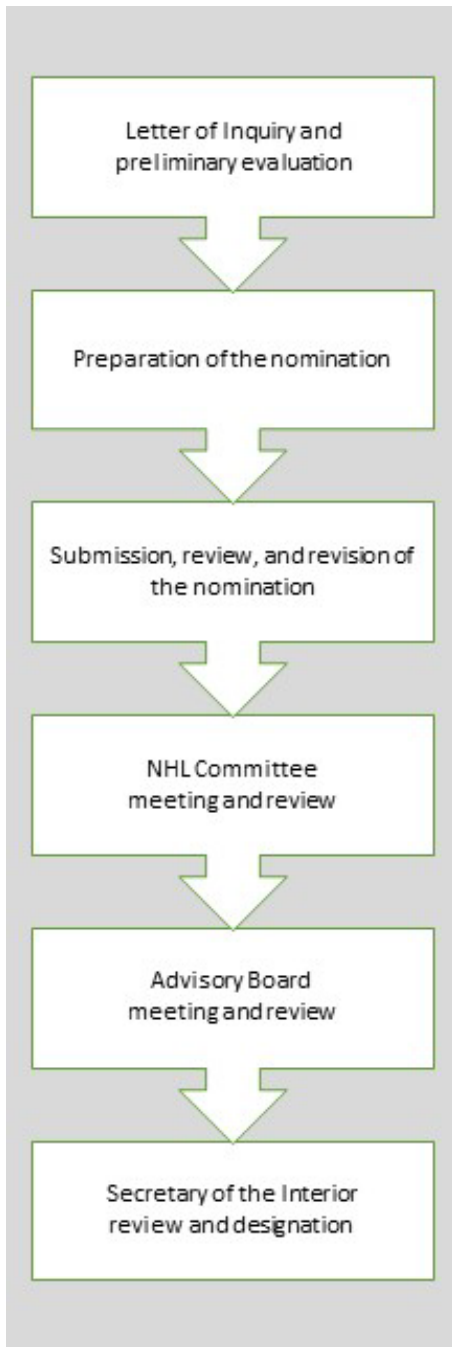 Letter of Inquiry and
preliminary evaluation
Preparation of the nomination
Submission, review, and revision of
the nomination
NHL Committee
meeting and review
Advisory Board
meeting and review
Secretary of the Interior
review and designation